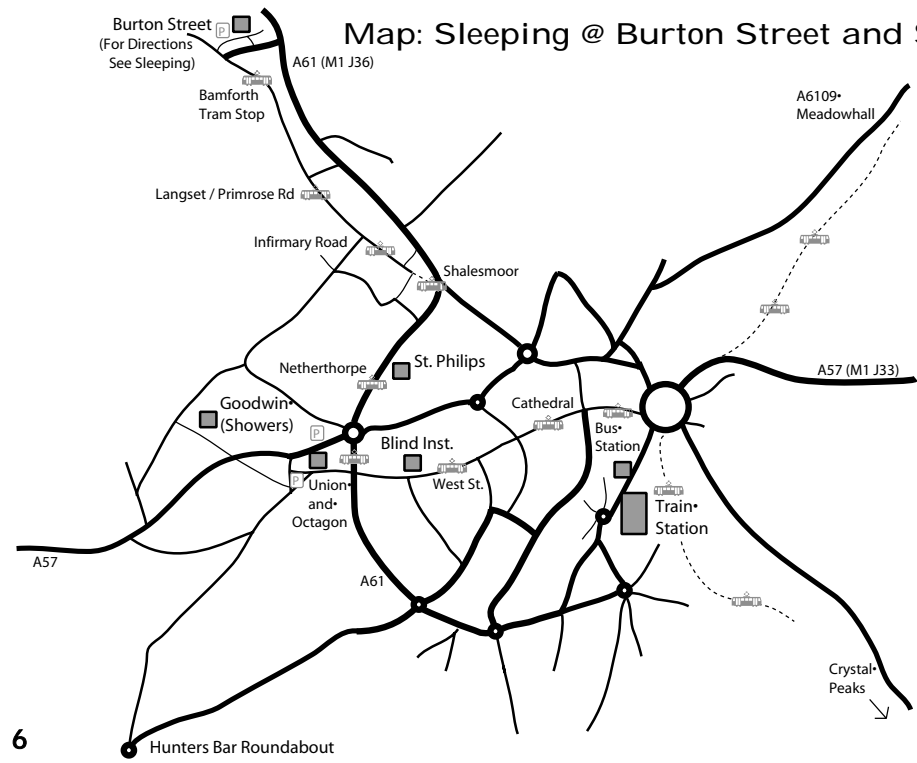 Map: Sleeping @ Burton Street and S
Burton Street
P
(For Directions
See Sleeping)
A61 (M1 J36)
Bamforth
Tram Stop
A6109•
Meadowhall
Langset / Primrose Rd
Infirmary Road
Shalesmoor
Netherthorpe
St. Philips
A57 (M1 J33)
Goodwin•
(Showers)
P
Cathedral
Bus•
Station
Blind Inst.
P
Union•
and•
Octagon
West St.
Train•
Station
A57
A61
Crystal•
Peaks
6
Hunters Bar Roundabout